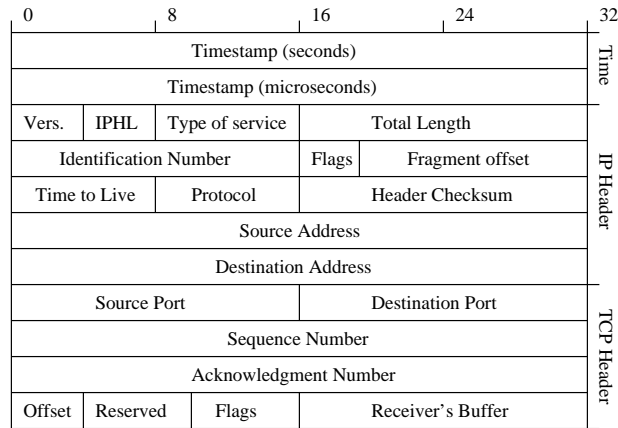 0 8 16 24 32
Timestamp (seconds)
Timestamp (microseconds)
Time
Vers. IPHL Type of service Total Length
Identification Number Flags Fragment offset
Time to Live Protocol Header Checksum
Source Address
Destination Address
IP Header
Source Port Destination Port
Sequence Number
Acknowledgment Number
Offset Reserved Flags Receiver's Buffer
TCP Header